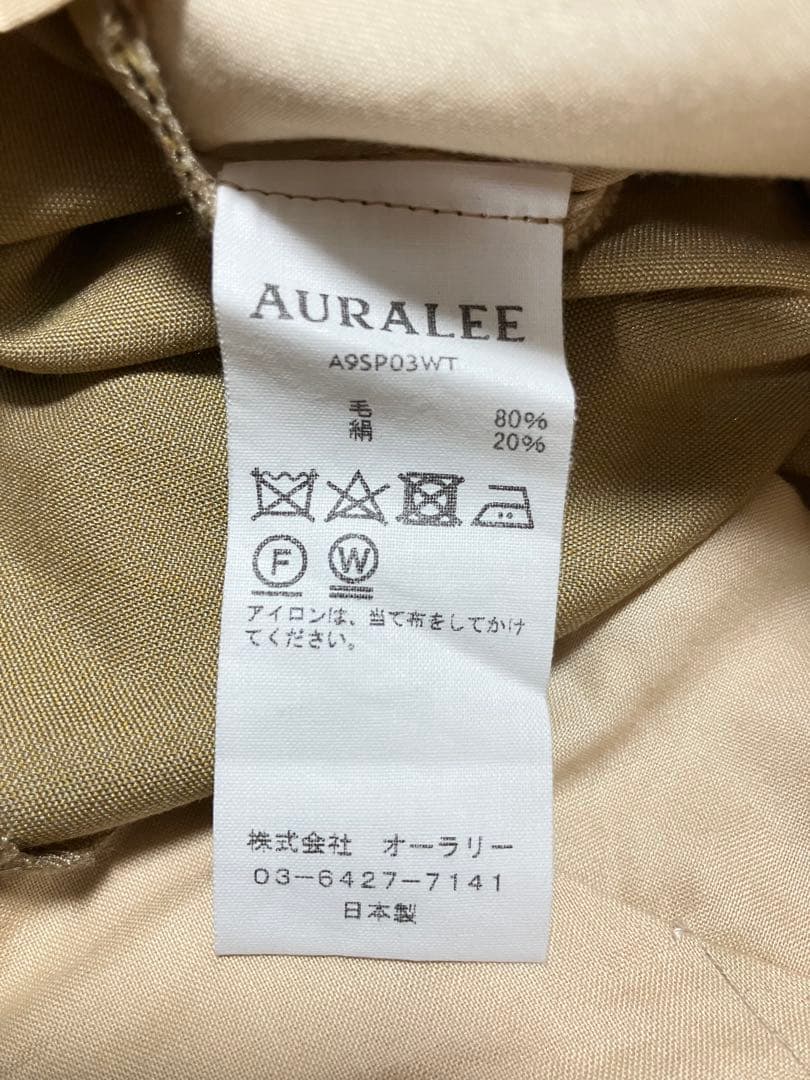 AURALEE
A9SP03WT
毛 80%
絹 20%
F W
アイロンは、当て布をしてかけ
てください。
株式会社 オーラリー
03-6427-7141
日本製